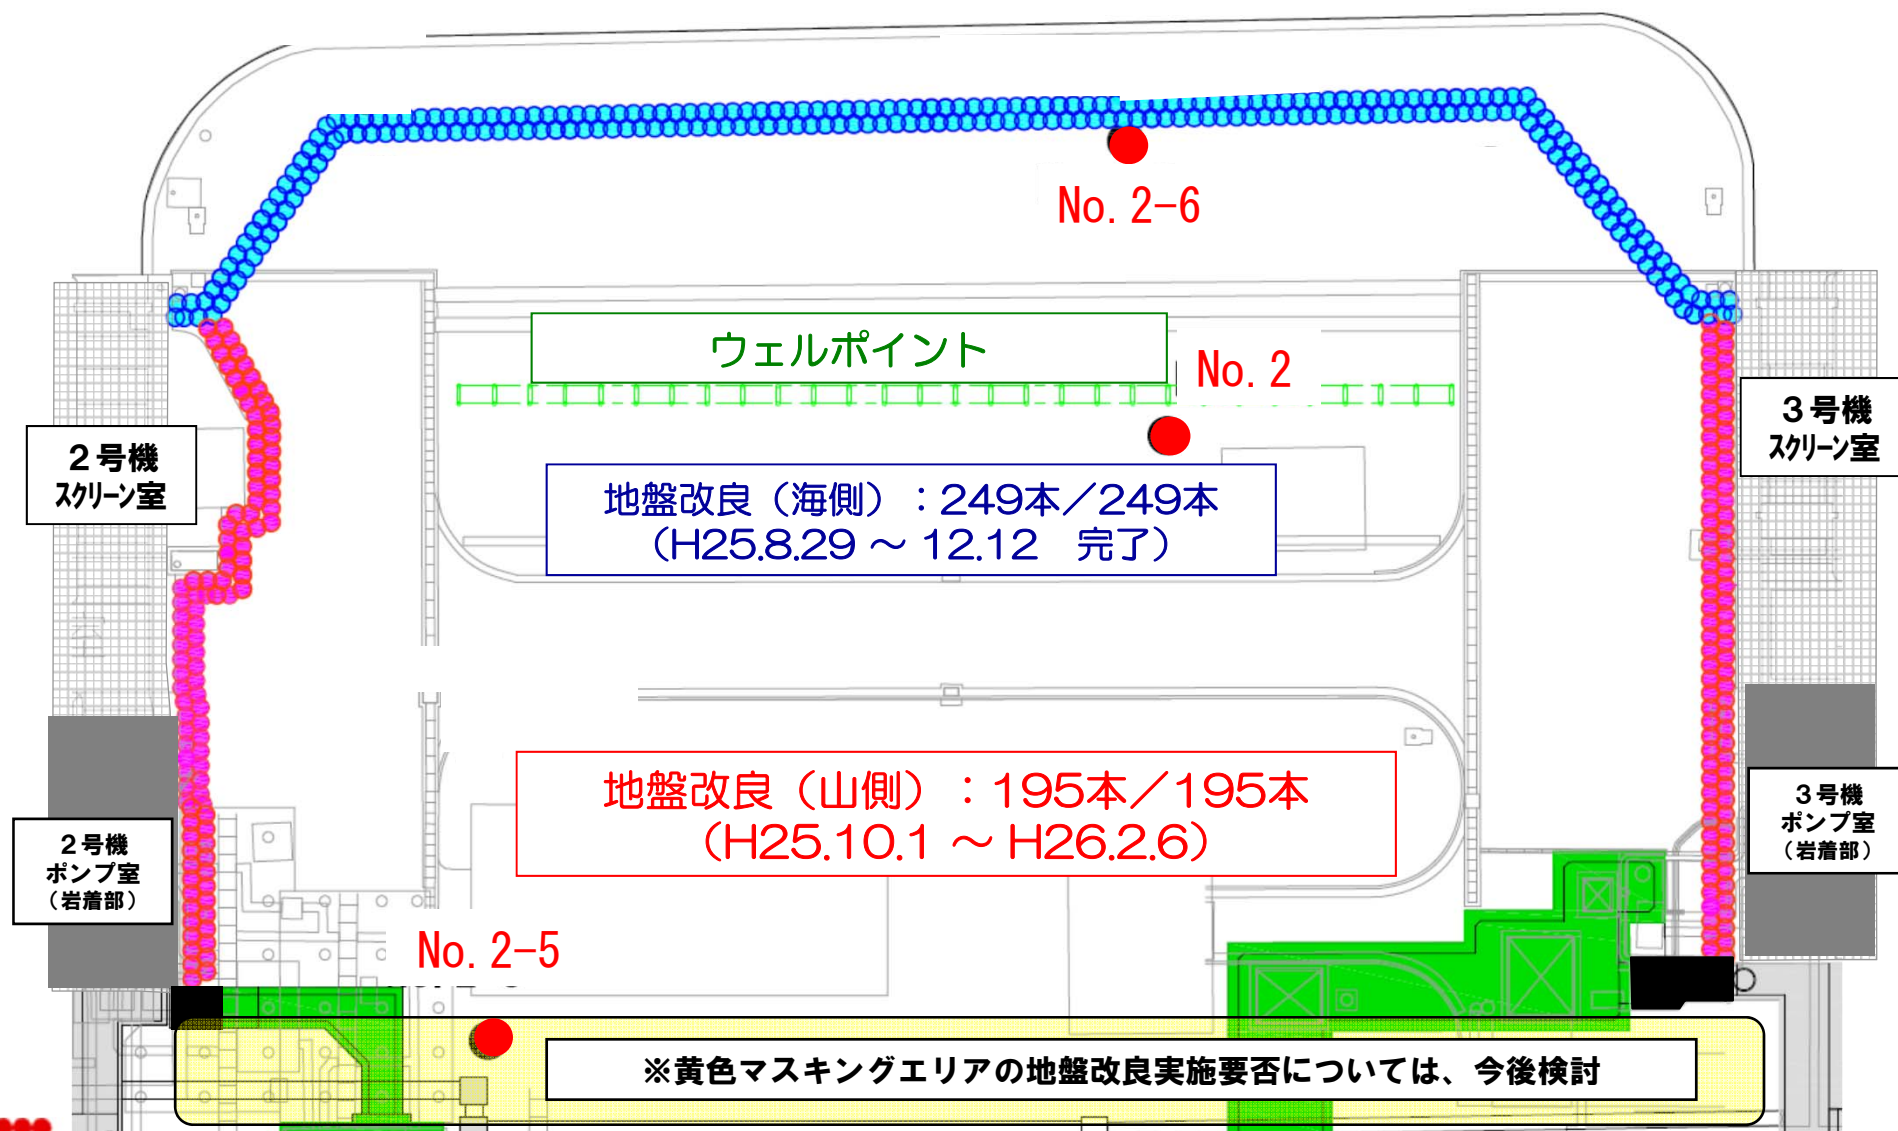 No. 2-6
ウェルポイント
No. 2
２号機
スクリーン室
３号機
スクリーン室
地盤改良（海側）：249本／249本
（H25.8.29 ～ 12.12　完了）
地盤改良（山側）：195本／195本
（H25.10.1 ～ H26.2.6）
２号機
ポンプ室
（岩着部）
３号機
ポンプ室
（岩着部）
No. 2-5
※黄色マスキングエリアの地盤改良実施要否については、今後検討